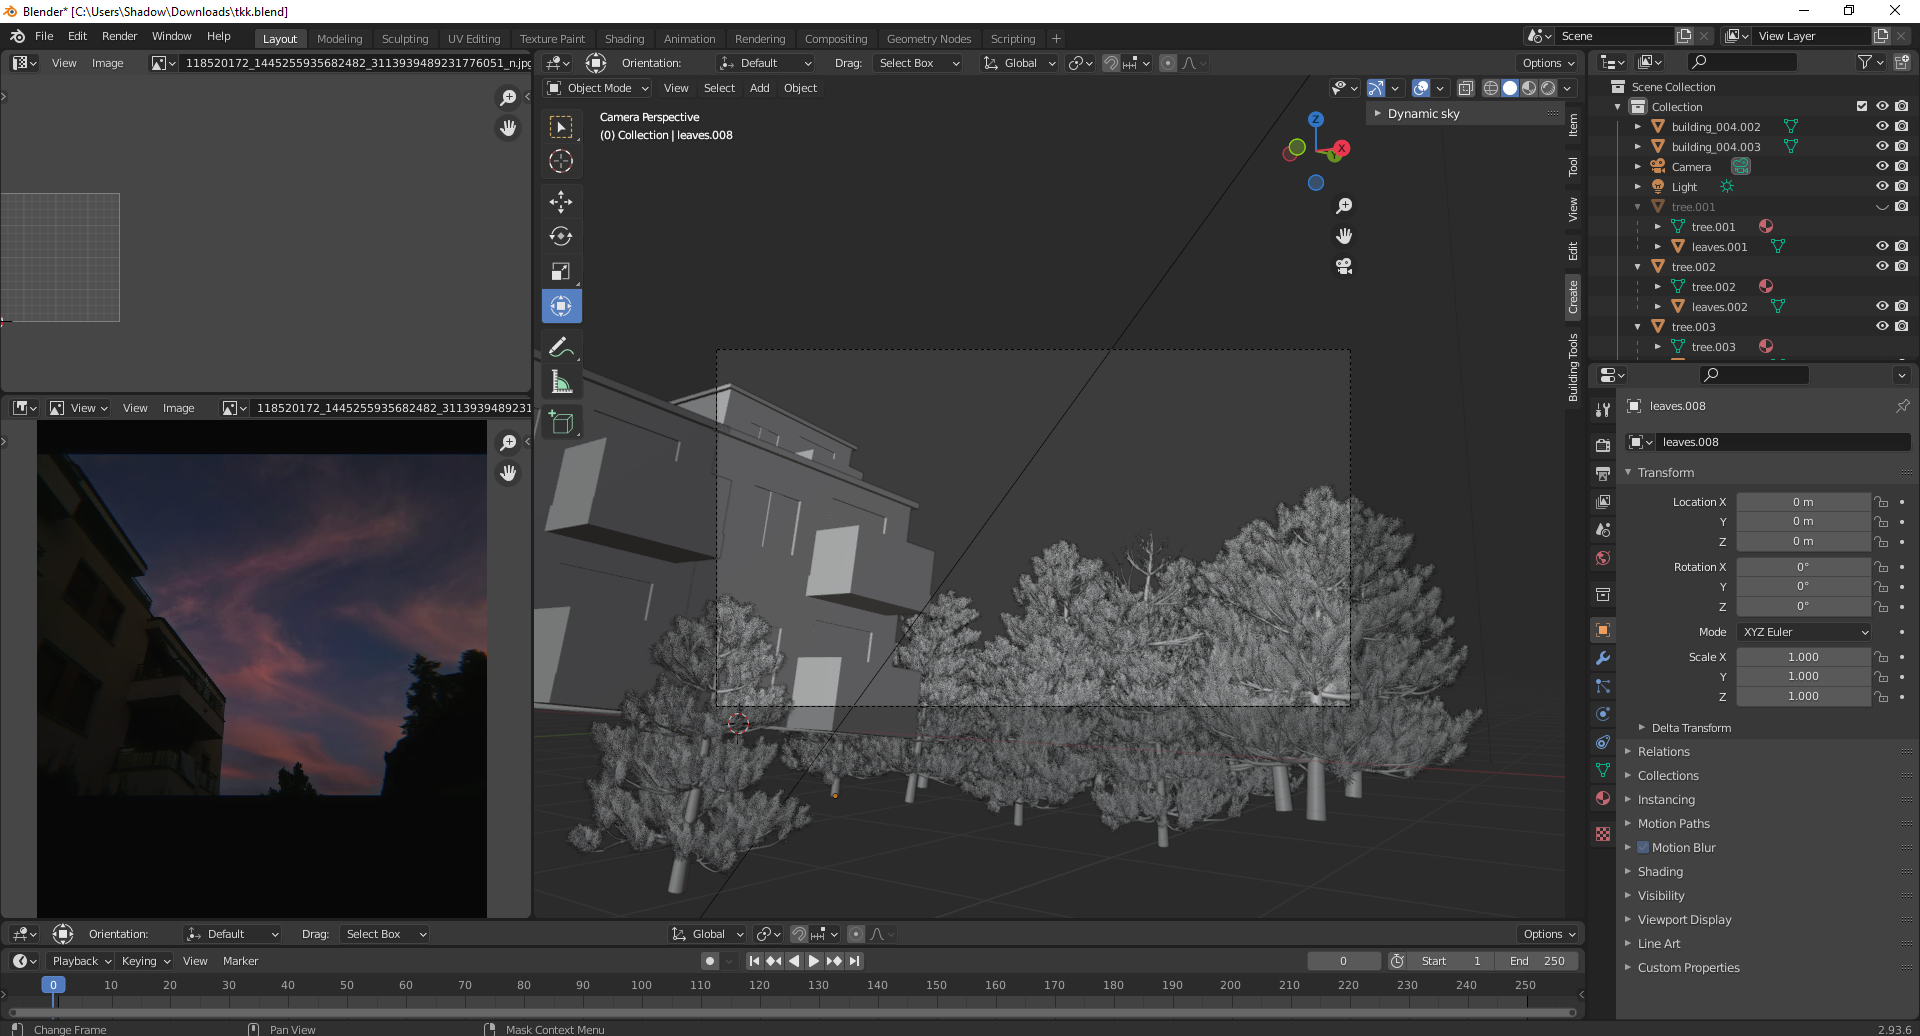 Blender* [C:\Users\Shadow\Downloads\tkk.blend]
File Edit Render Window Help
Layout Modeling Sculpting UV Editing Texture Paint Shading Animation Rendering Compositing Geometry Nodes Scripting +
Scene
View Layer
View Image 118520172_1445255935682482_3113939489231776051_n.jpg
Orientation: Default Drag: Select Box Global Options
Object Mode View Select Add Object
Camera Perspective
(0) Collection | leaves.008
Dynamic sky
Z
X
Y
Item
Tool
View
Edit
Create
Building Tools
View View Image 118520172_1445255935682482_311393948923
Scene Collection
Collection
building_004.002
building_004.003
Camera
Light
tree.001
tree.001
leaves.001
tree.002
tree.002
leaves.002
tree.003
tree.003
leaves.008
leaves.008
Transform
Location X 0 m
Y 0 m
Z 0 m
Rotation X 0°
Y 0°
Z 0°
Mode XYZ Euler
Scale X 1.000
Y 1.000
Z 1.000
Delta Transform
Relations
Collections
Instancing
Motion Paths
Motion Blur
Shading
Visibility
Viewport Display
Line Art
Custom Properties
Orientation: Default Drag: Select Box Global Options
Playback Keying View Marker 0 Start 1 End 250
0 10 20 30 40 50 60 70 80 90 100 110 120 130 140 150 160 170 180 190 200 210 220 230 240 250
Change Frame Pan View Mask Context Menu 2.93.6